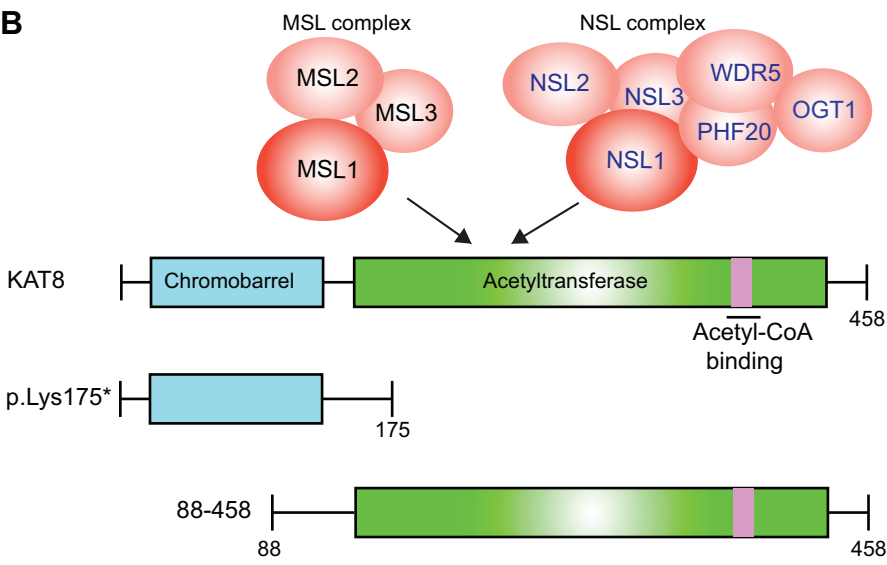 B
MSL complex
NSL complex
MSL2
MSL3
MSL1
NSL2
NSL3
WDR5
OGT1
PHF20
NSL1
KAT8
Chromobarrel
Acetyltransferase
458
Acetyl-CoA
binding
p.Lys175*
175
88-458
88
458